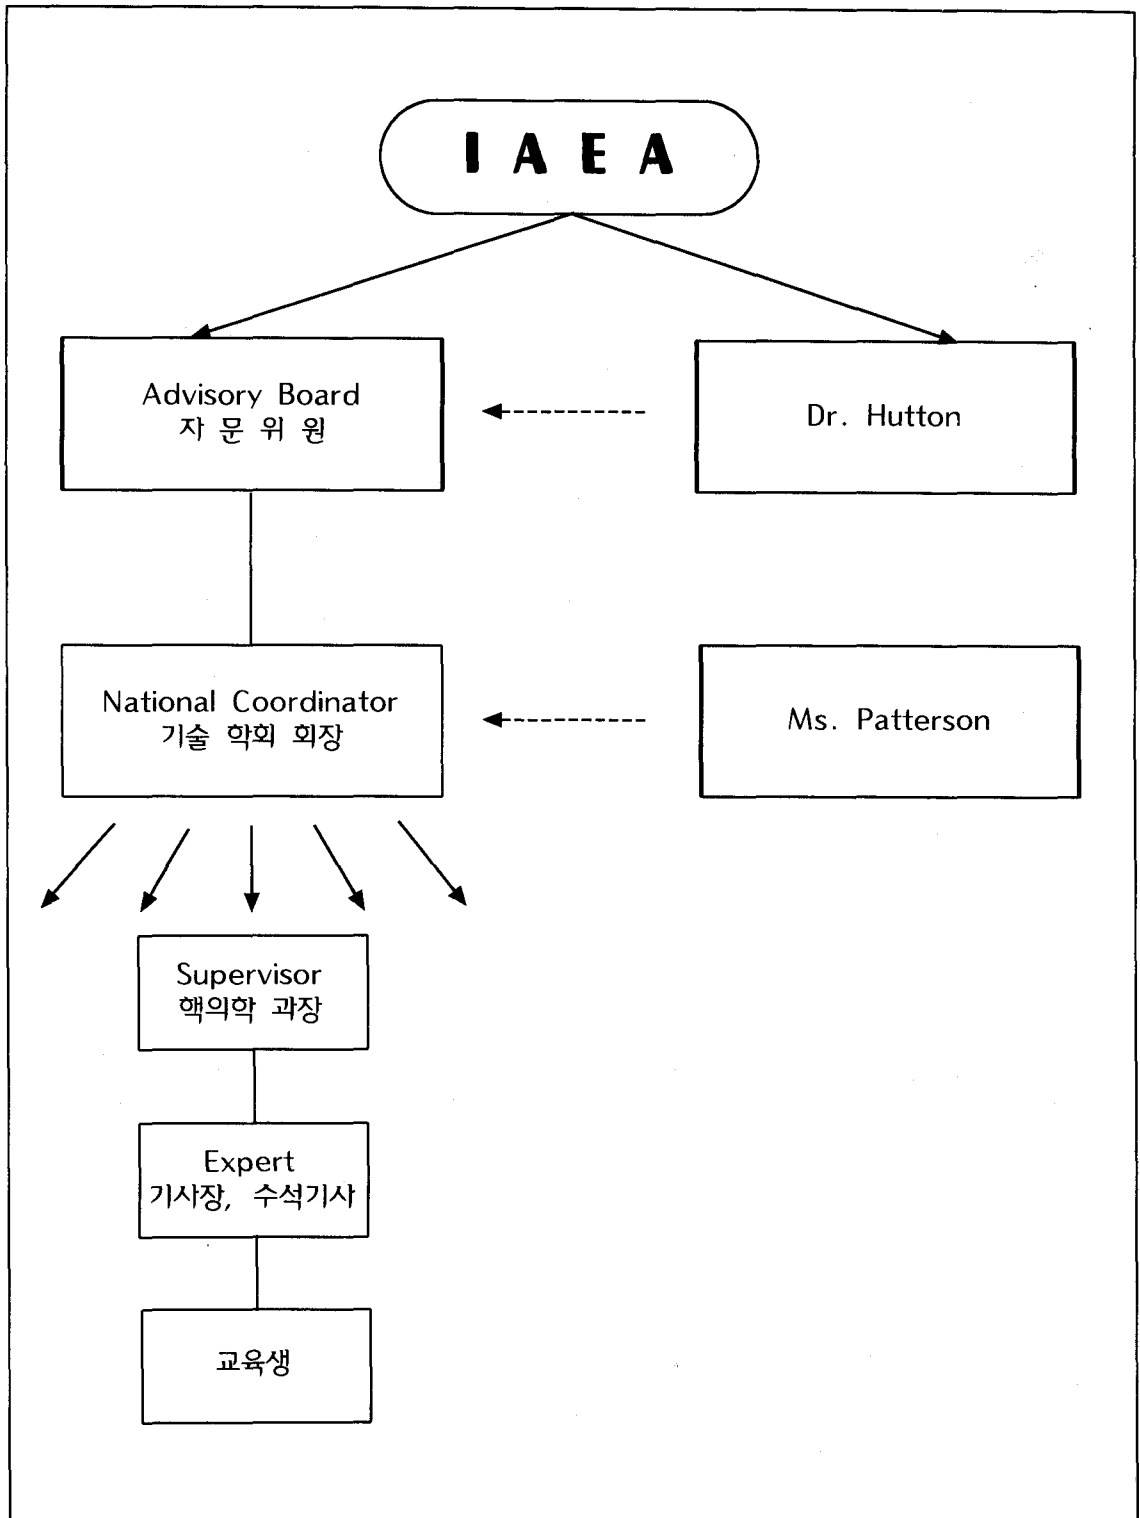 I A E A
Advisory Board
자 문 위 원
Dr. Hutton
National Coordinator
기술 학회 회장
Ms. Patterson
Supervisor
핵의학 과장
Expert
기사장, 수석기사
교육생